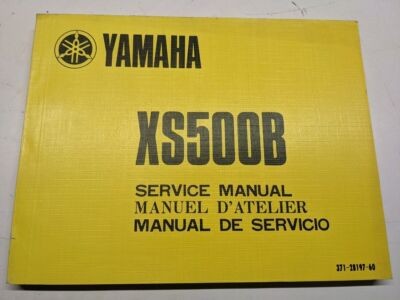 YAMAHA
XS500B
SERVICE MANUAL
MANUEL D'ATELIER
MANUAL DE SERVICIO
371-28197-60